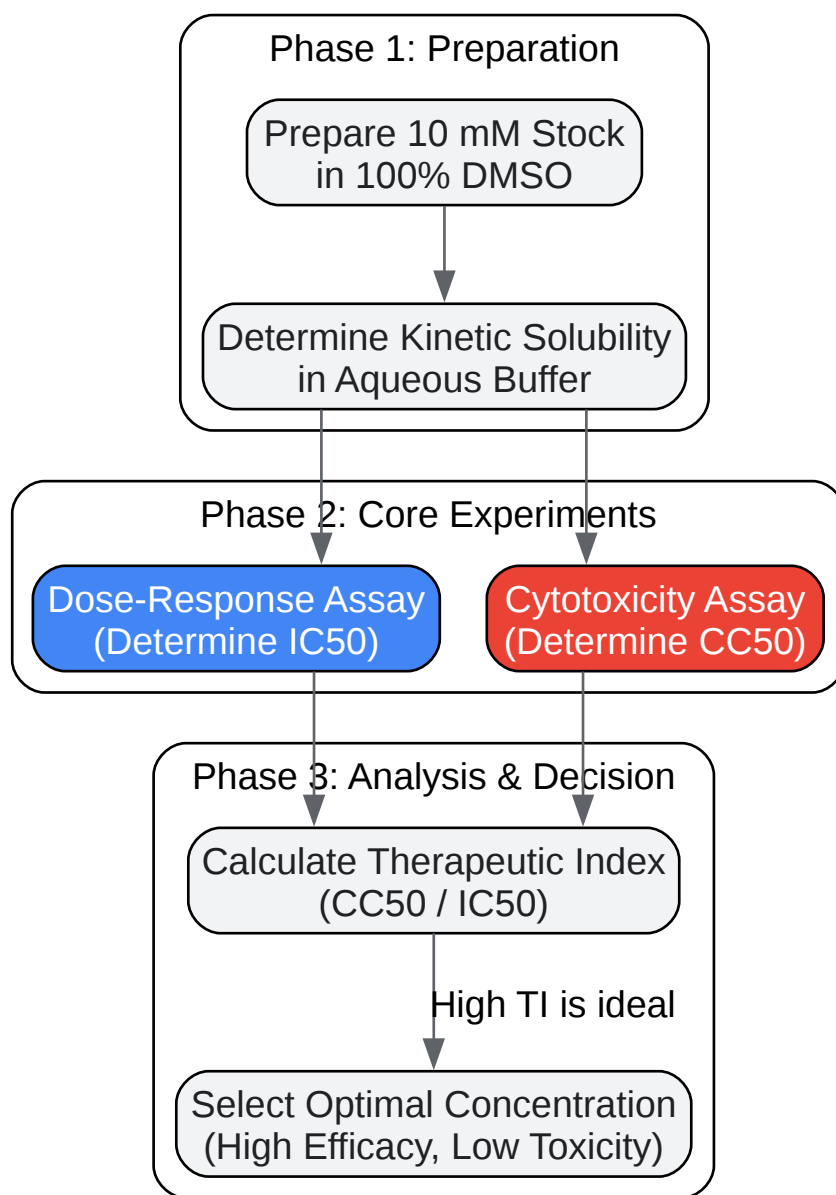 Phase 1: Preparation
Prepare 10 mM Stock
in 100% DMSO
Determine Kinetic Solubility
in Aqueous Buffer
Phase 2: Core Experiments
Dose-Response Assay
(Determine IC50)
Cytotoxicity Assay
(Determine CC50)
Phase 3: Analysis & Decision
Calculate Therapeutic Index
(CC50 / IC50)
High TI is ideal
Select Optimal Concentration
(High Efficacy, Low Toxicity)